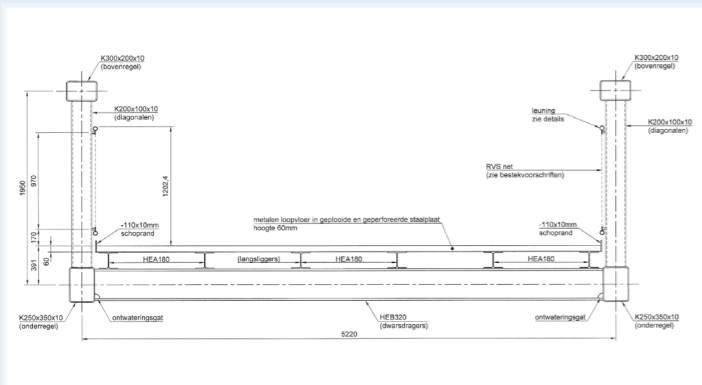 K300x200x10
(bovenregel)
K300x200x10
(bovenregel)
K200x100x10
(diagonalen)
leuning
zie details
K200x100x10
(diagonalen)
1950
970
1202,4
RVS net
(zie bestekvoorschriften)
-110x10mm
schoprand
metalen loopvloer in geplooide en geperforeerde staalplaat
hoogte 60mm
-110x10mm
schoprand
170
391
60
HEA180
(langsliggers)
HEA180
HEA180
K250x350x10
(onderregel)
ontwateringsgat
HEB320
(dwarsdragers)
ontwateringsgat
K250x350x10
(onderregel)
5220